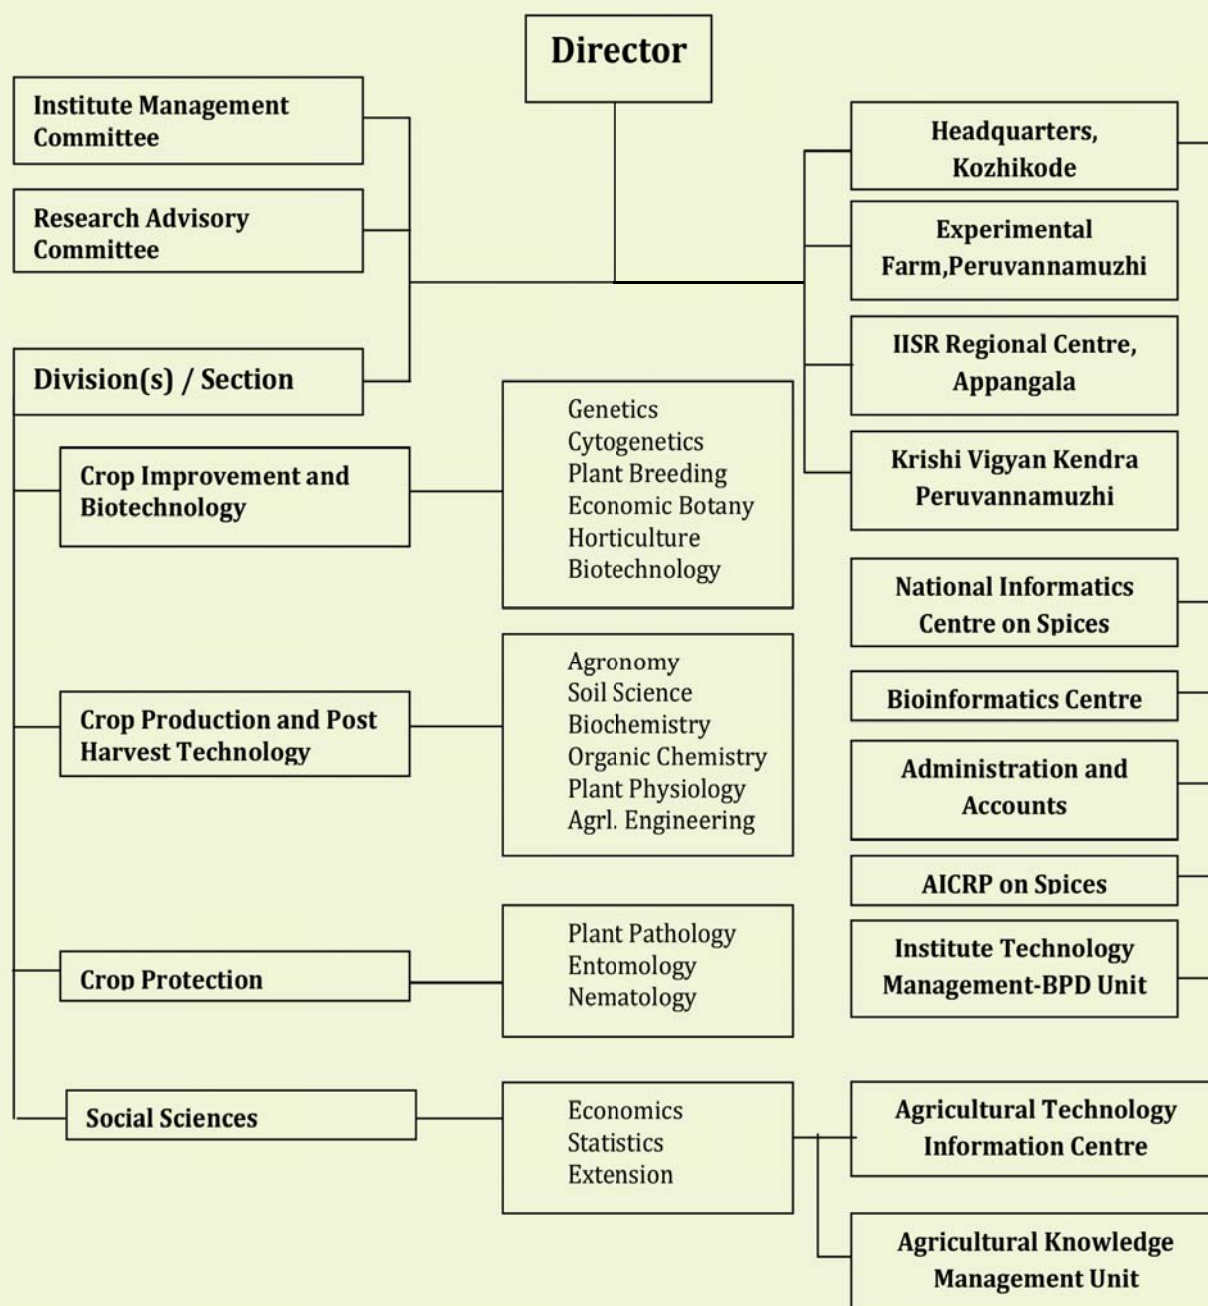 Director
Institute Management
Committee
Research Advisory
Committee
Division(s) / Section
Crop Improvement and
Biotechnology
Genetics
Cytogenetics
Plant Breeding
Economic Botany
Horticulture
Biotechnology
Crop Production and Post
Harvest Technology
Agronomy
Soil Science
Biochemistry
Organic Chemistry
Plant Physiology
Agrl. Engineering
Crop Protection
Plant Pathology
Entomology
Nematology
Social Sciences
Economics
Statistics
Extension
Headquarters,
Kozhikode
Experimental
Farm,Peruvannamuzhi
IISR Regional Centre,
Appangala
Krishi Vigyan Kendra
Peruvannamuzhi
National Informatics
Centre on Spices
Bioinformatics Centre
Administration and
Accounts
AICRP on Spices
Institute Technology
Management-BPD Unit
Agricultural Technology
Information Centre
Agricultural Knowledge
Management Unit